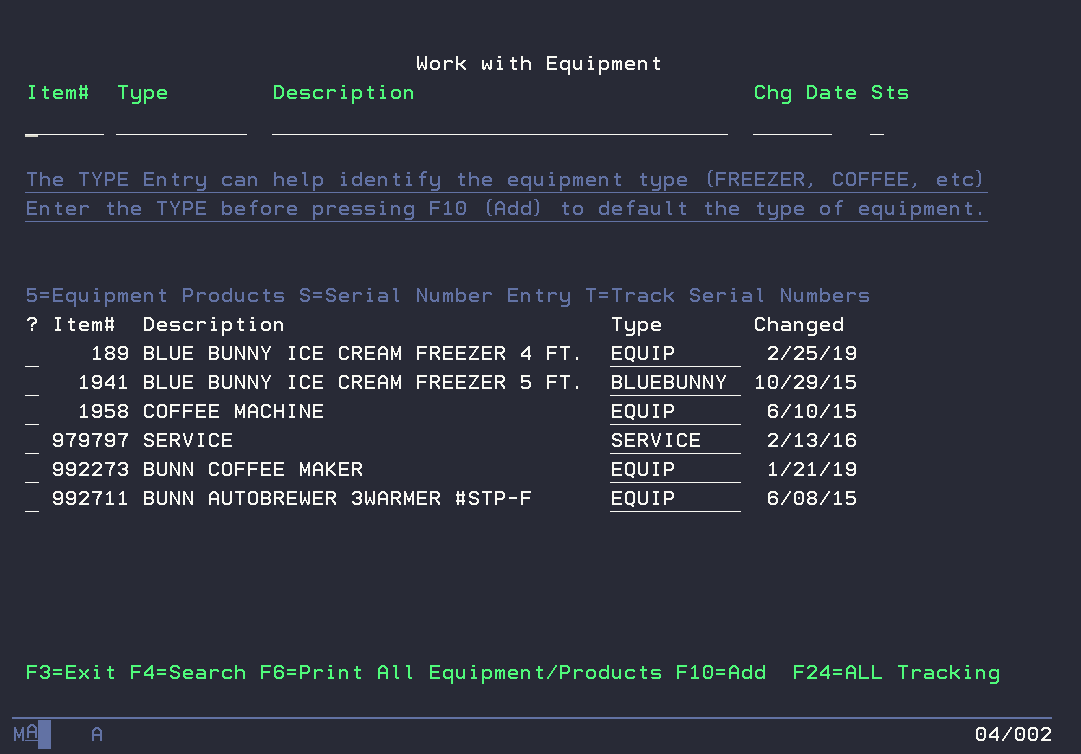 Work with Equipment
Item#  Type        Description                          Chg Date Sts
The TYPE Entry can help identify the equipment type (FREEZER, COFFEE, etc)
Enter the TYPE before pressing F10 (Add) to default the type of equipment.
5=Equipment Products S=Serial Number Entry T=Track Serial Numbers
? Item#  Description                         Type       Changed
_    189 BLUE BUNNY ICE CREAM FREEZER 4 FT.  EQUIP       2/25/19
_   1941 BLUE BUNNY ICE CREAM FREEZER 5 FT.  BLUEBUNNY  10/29/15
_   1958 COFFEE MACHINE                      EQUIP       6/10/15
_ 979797 SERVICE                             SERVICE     2/13/16
_ 992273 BUNN COFFEE MAKER                   EQUIP       1/21/19
_ 992711 BUNN AUTOBREWER 3WARMER #STP-F      EQUIP       6/08/15
F3=Exit F4=Search F6=Print All Equipment/Products F10=Add  F24=ALL Tracking
MA    A    04/002